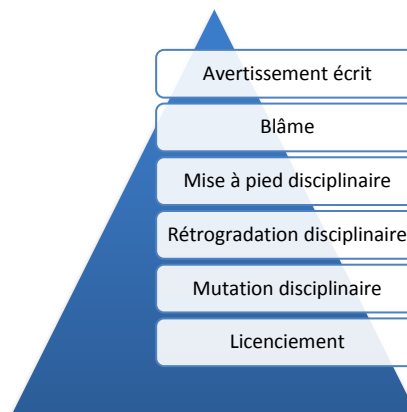 Avertissement écrit
Blâme
Mise à pied disciplinaire
Rétrogradation disciplinaire
Mutation disciplinaire
Licenciement